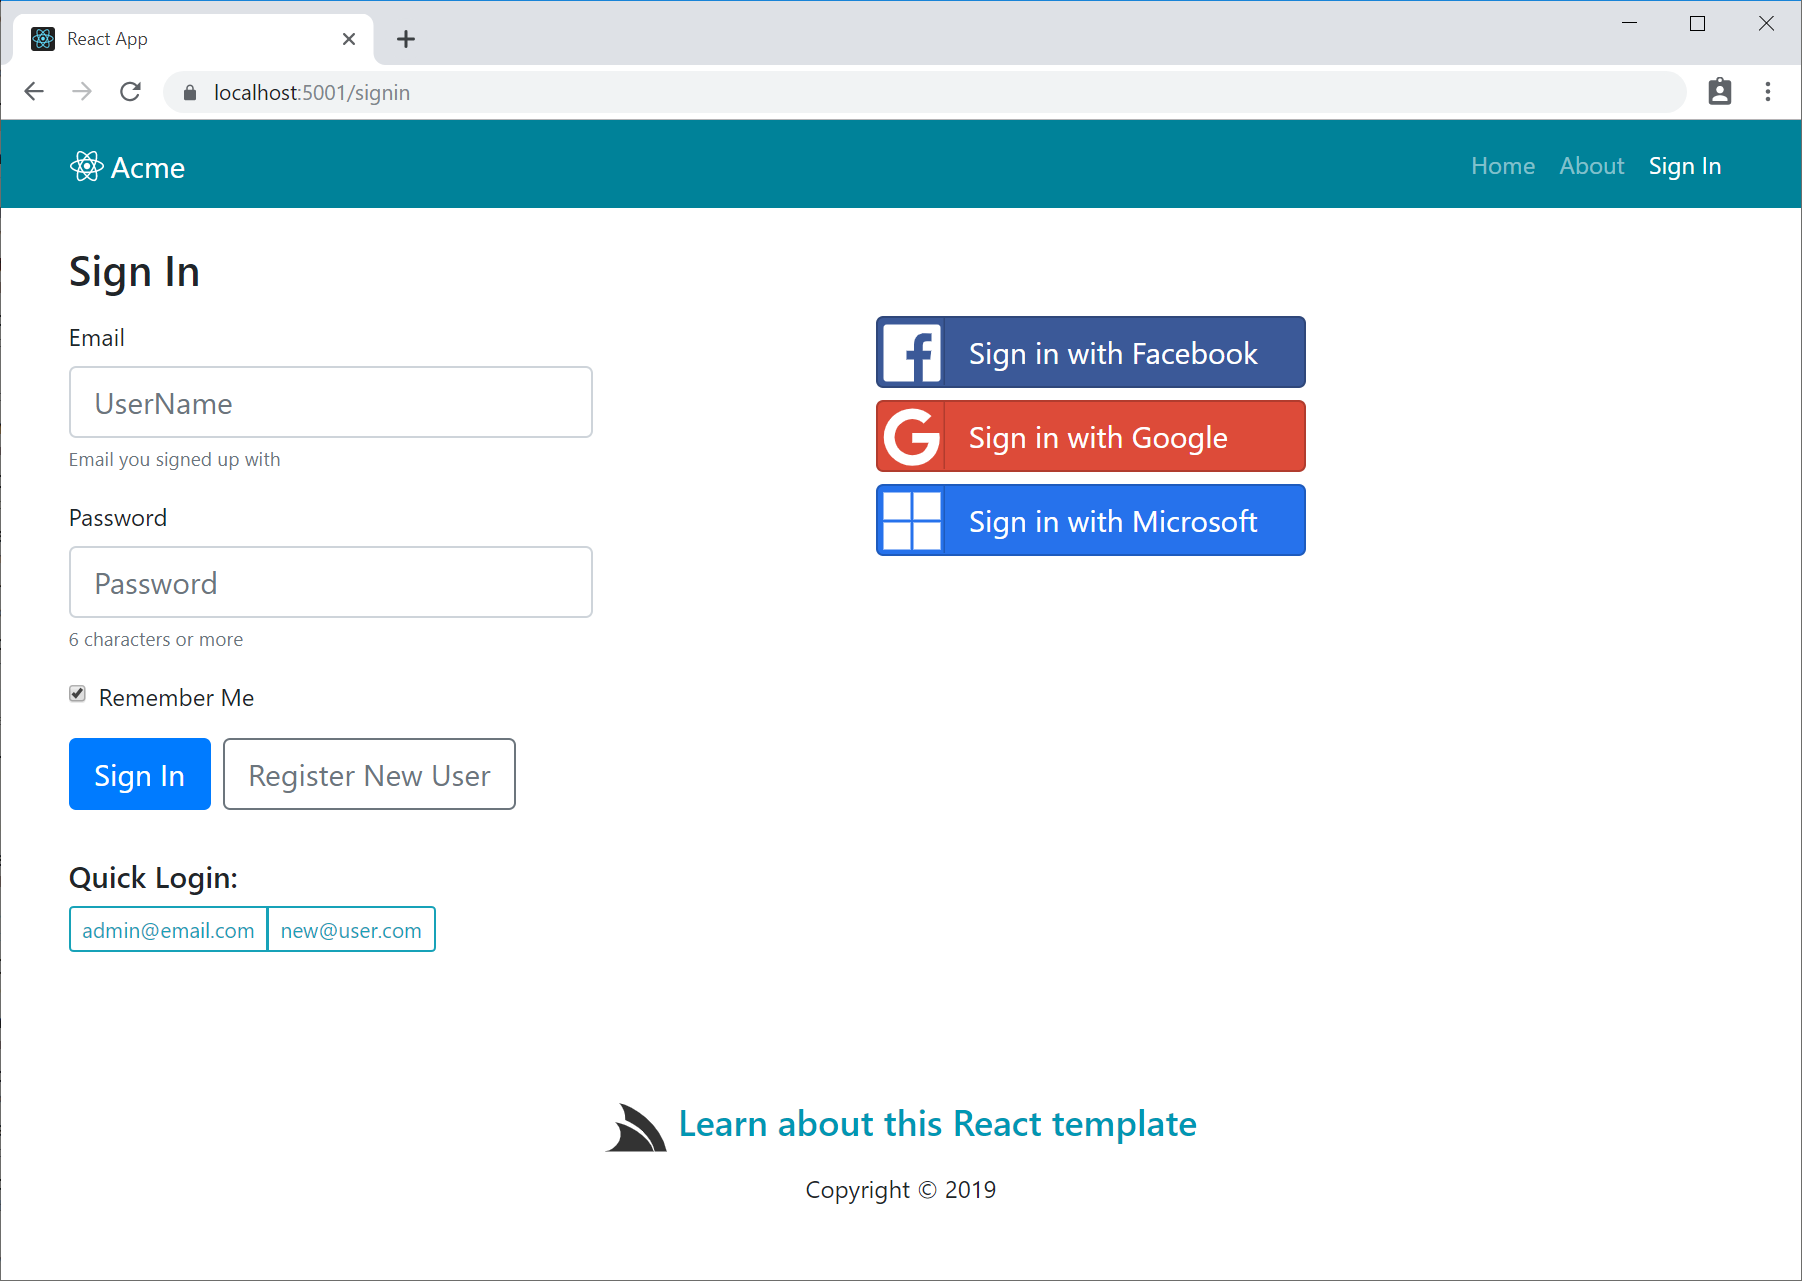 React App
localhost:5001/signin
Acme
Home About Sign In
Sign In
Email
UserName
Email you signed up with
Password
Password
6 characters or more
Remember Me
Sign In Register New User
Quick Login:
admin@email.com new@user.com
Sign in with Facebook
Sign in with Google
Sign in with Microsoft
Learn about this React template
Copyright © 2019